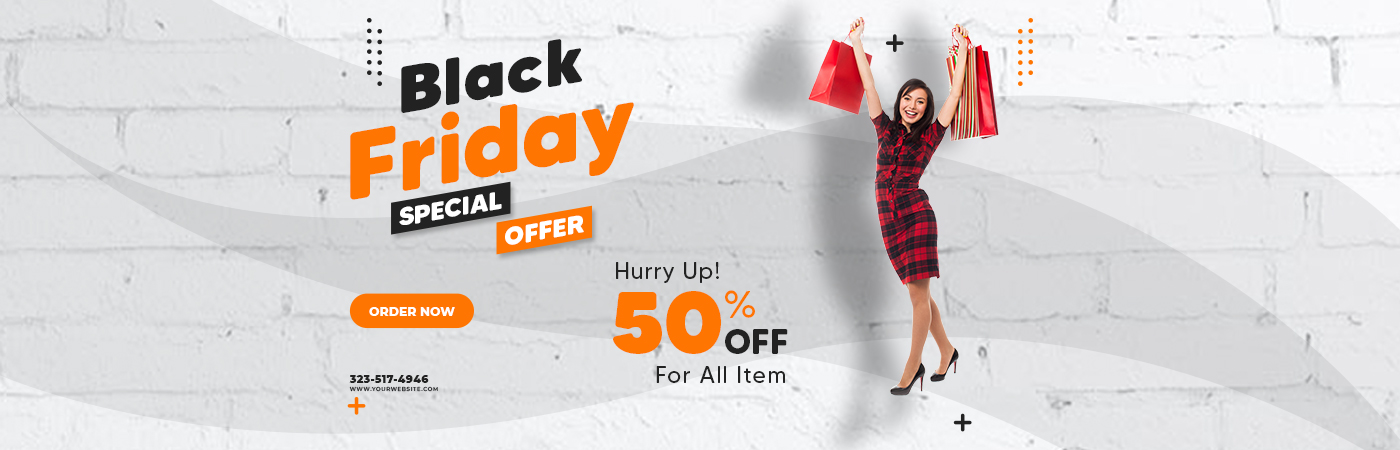 Black
Friday
SPECIAL
OFFER
Hurry Up!
50%
OFF
For All Item
ORDER NOW
323-517-4946
WWW.YOURWEBSITE.COM